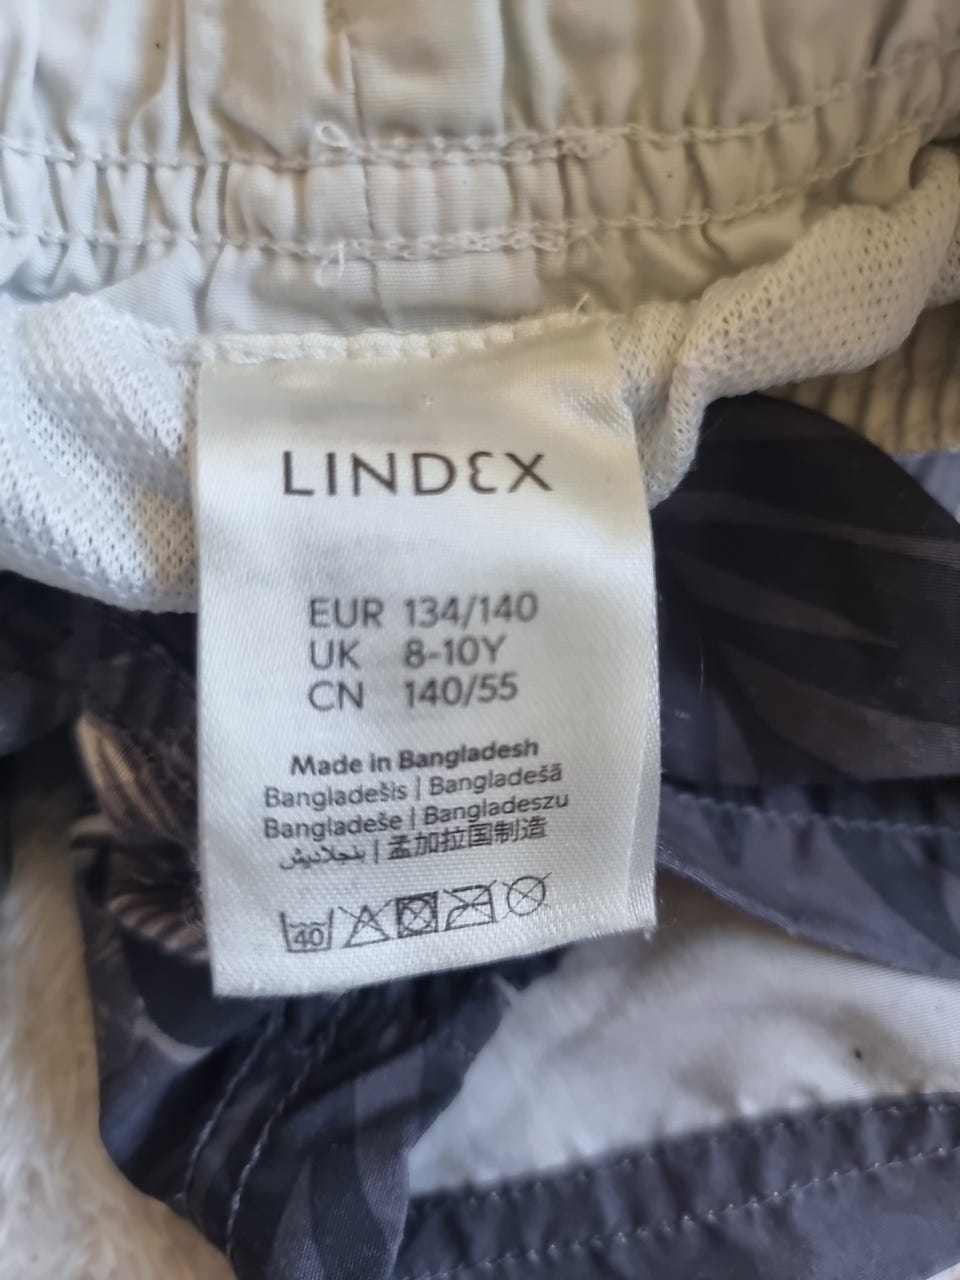 LINDEX
EUR 134/140
UK 8-10Y
CN 140/55
Made in Bangladesh
Bangladešis | Bangladešā
Bangladeše | Bangladeszu
بنجلاديش | 孟加拉国制造
40